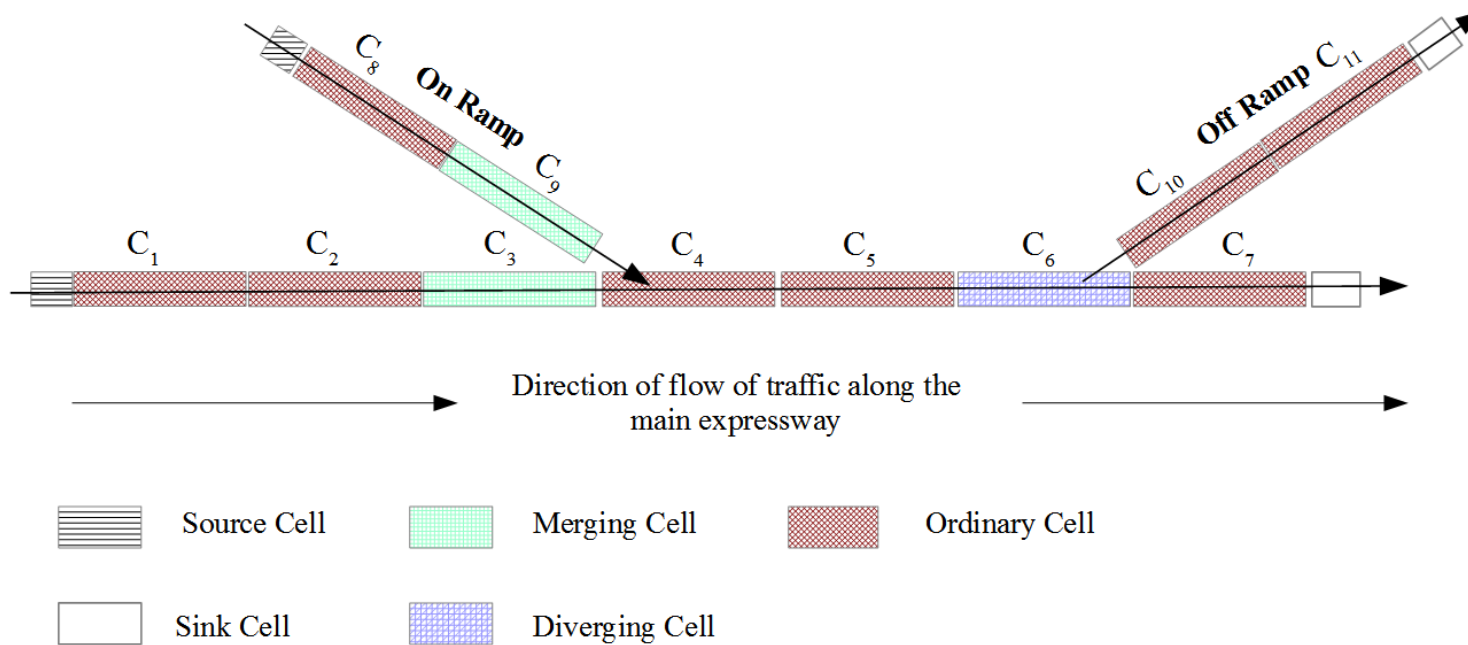 C₈
On Ramp
C₉
Off Ramp
C₁₁
C₁₀
C₁
C₂
C₃
C₄
C₅
C₆
C₇
Direction of flow of traffic along the
main expressway
Source Cell
Merging Cell
Ordinary Cell
Sink Cell
Diverging Cell